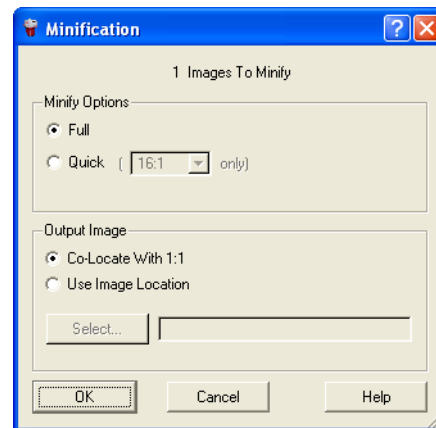 Minification
1 Images To Minify
Minify Options
Full
Quick ( 16:1 only)
Output Image
Co-Locate With 1:1
Use Image Location
Select...
OK Cancel Help